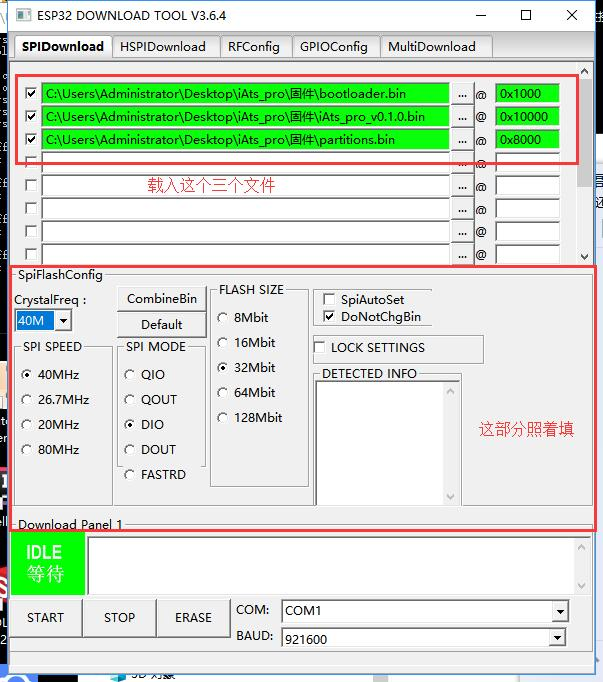 ESP32 DOWNLOAD TOOL V3.6.4
SPIDownload HSPIDownload RFConfig GPIOConfig MultiDownload
C:\Users\Administrator\Desktop\iAts_pro\固件\bootloader.bin ... @ 0x1000
C:\Users\Administrator\Desktop\iAts_pro\固件\iAts_pro_v0.1.0.bin ... @ 0x10000
C:\Users\Administrator\Desktop\iAts_pro\固件\partitions.bin ... @ 0x8000
... @
载入这个三个文件 ... @
... @
... @
... @
SpiFlashConfig
CrystalFreq :
40M
CombineBin
Default
SPI SPEED
40MHz
26.7MHz
20MHz
80MHz
SPI MODE
QIO
QOUT
DIO
DOUT
FASTRD
FLASH SIZE
8Mbit
16Mbit
32Mbit
64Mbit
128Mbit
SpiAutoSet
DoNotChgBin
LOCK SETTINGS
DETECTED INFO
这部分照着填
Download Panel 1
IDLE
等待
START STOP ERASE
COM: COM1
BAUD: 921600
3D 对象